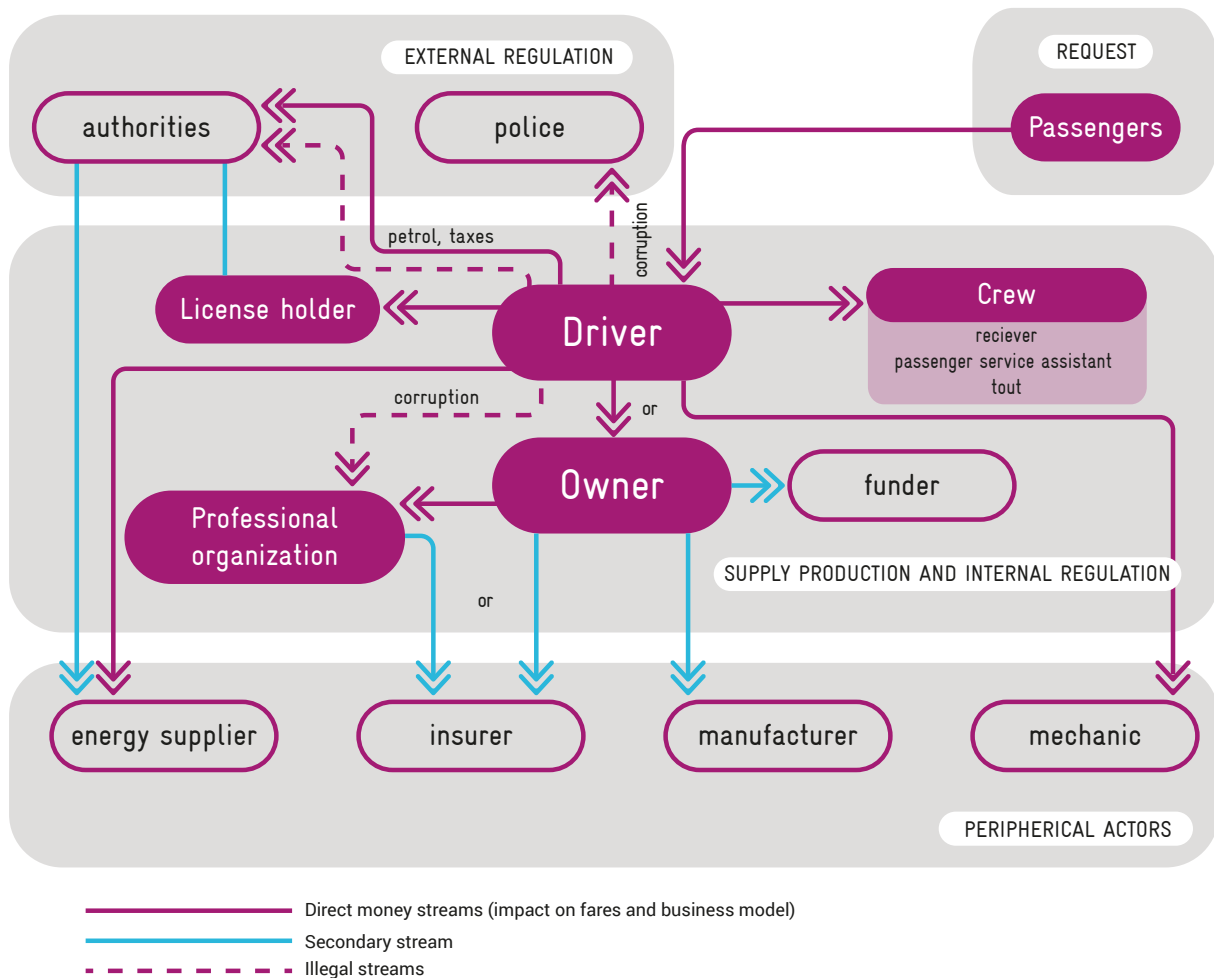 EXTERNAL REGULATION
REQUEST
authorities
police
Passengers
petrol, taxes
corruption
License holder
Driver
Crew
reciever
passenger service assistant
tout
corruption
or
Owner
funder
Professional
organization
SUPPLY PRODUCTION AND INTERNAL REGULATION
or
energy supplier
insurer
manufacturer
mechanic
PERIPHERICAL ACTORS
Direct money streams (impact on fares and business model)
Secondary stream
Illegal streams